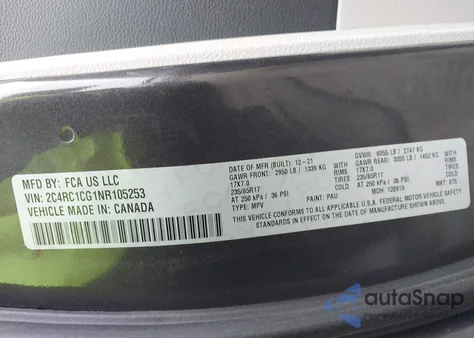 MFD BY: FCA US LLC
VIN: 2C4RC1CG1NR105253
VEHICLE MADE IN: CANADA
DATE OF MFR (BUILT): 12-21
GAWR FRONT: 2950 LB / 1339 KG WITH
17X7.0 RIMS
235/65R17 TIRES
AT 250 kPa / 36 PSI
TYPE: MPV PAINT: PAU
GVWR: 6055 LB / 2747 KG
GAWR REAR: 3200 LB / 1452 KG WITH
17X7.0 RIMS
235/65R17 TIRES
AT 250 kPa / 36 PSI
MDH: 120919 MKT: 875
THIS VEHICLE CONFORMS TO ALL APPLICABLE U.S.A. FEDERAL MOTOR VEHICLE SAFETY
STANDARDS IN EFFECT ON THE DATE OF MANUFACTURE SHOWN ABOVE
autoSnap